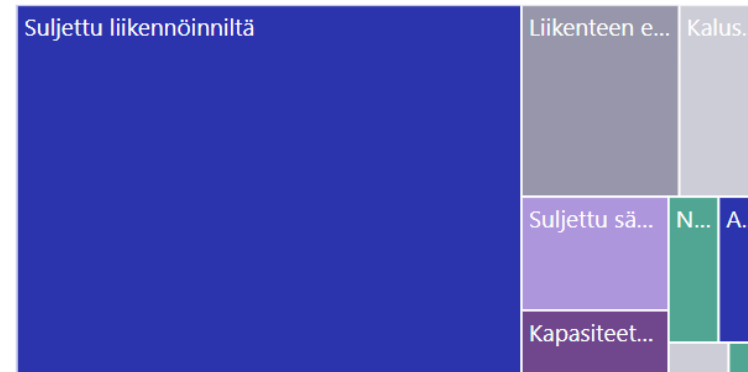 Suljettu liikennöinniltä
Liikenteen e...
Kalus..
Suljettu sä...
N...
A..
Kapasiteet...